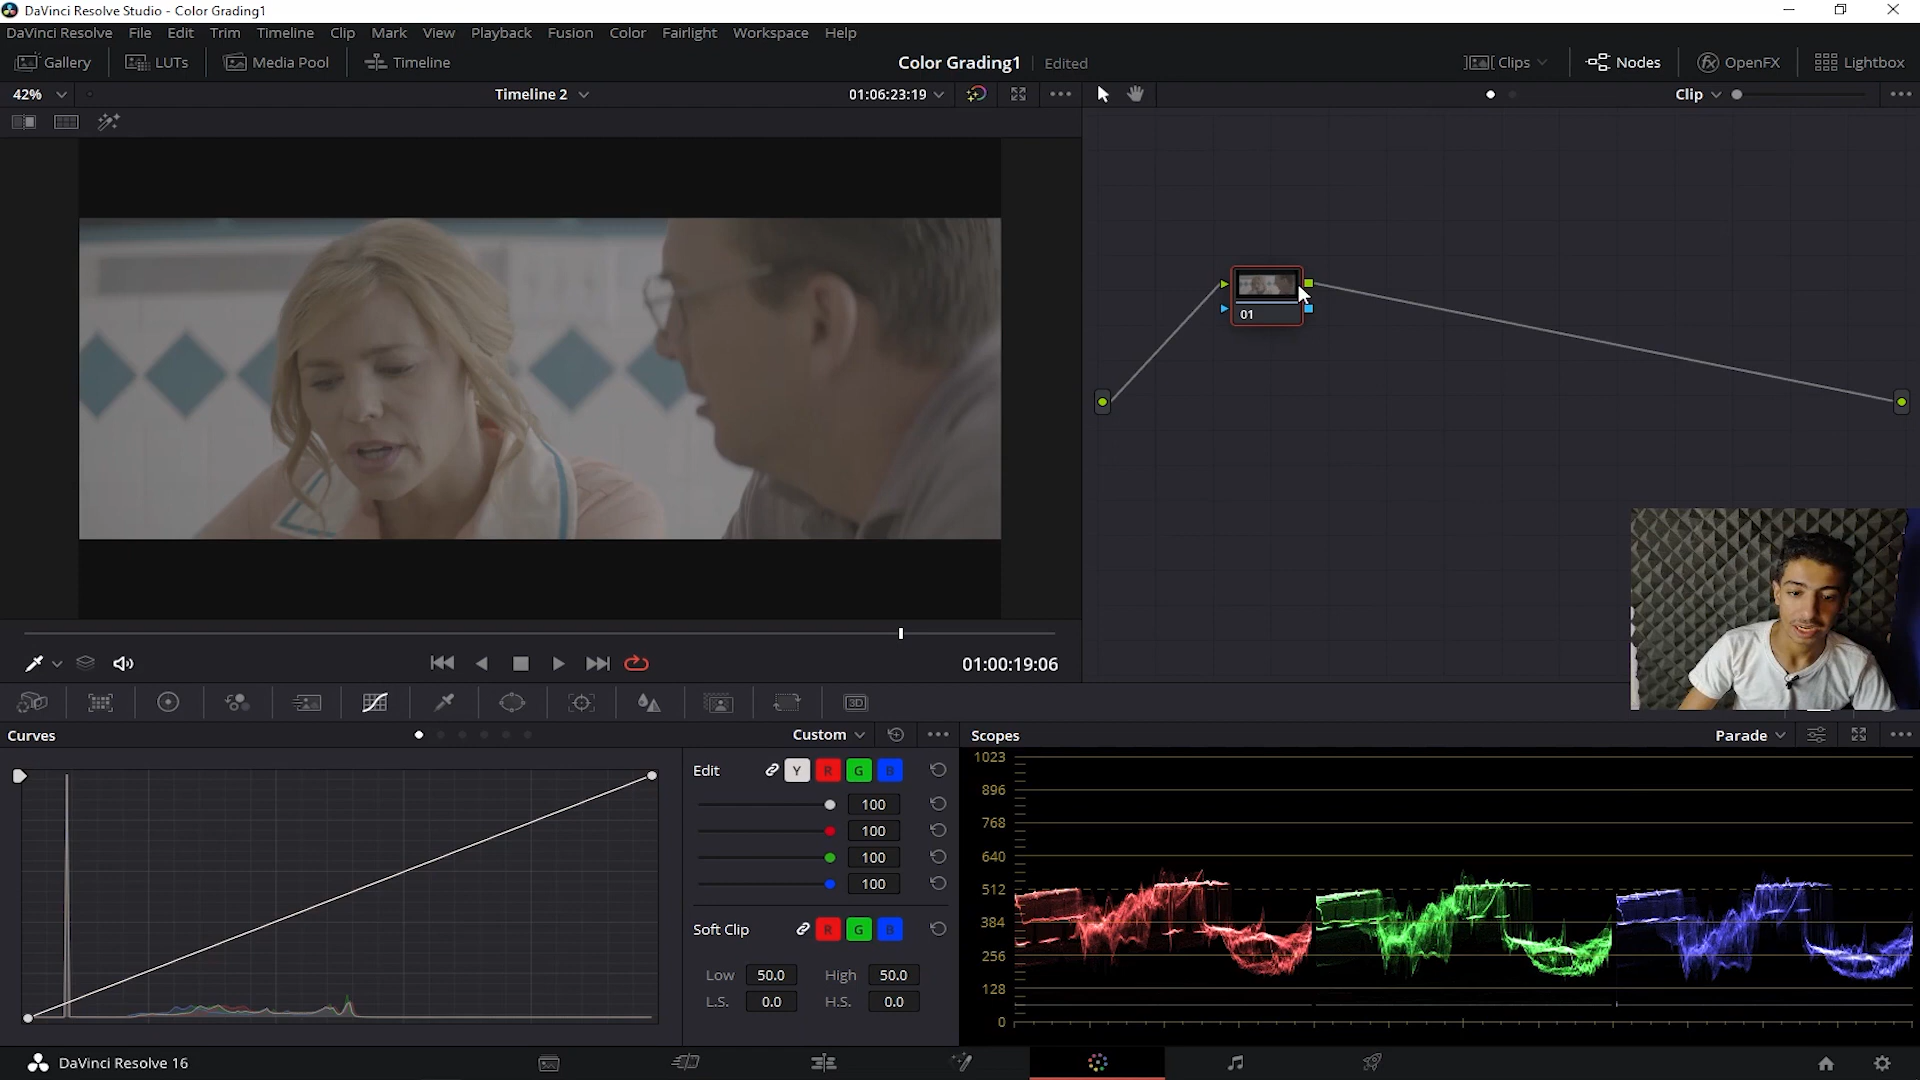 DaVinci Resolve Studio - Color Grading1
DaVinci Resolve File Edit Trim Timeline Clip Mark View Playback Fusion Color Fairlight Workspace Help
Gallery LUTs Media Pool Timeline Color Grading1 Edited Clips Nodes OpenFX Lightbox
42% Timeline 2 01:06:23:19 Clip
01
01:00:19:06
3D
Curves Custom Scopes Parade
Edit Y R G B
100
100
100
100
Soft Clip R G B
Low 50.0 High 50.0
L.S. 0.0 H.S. 0.0
1023
896
768
640
512
384
256
128
0
DaVinci Resolve 16